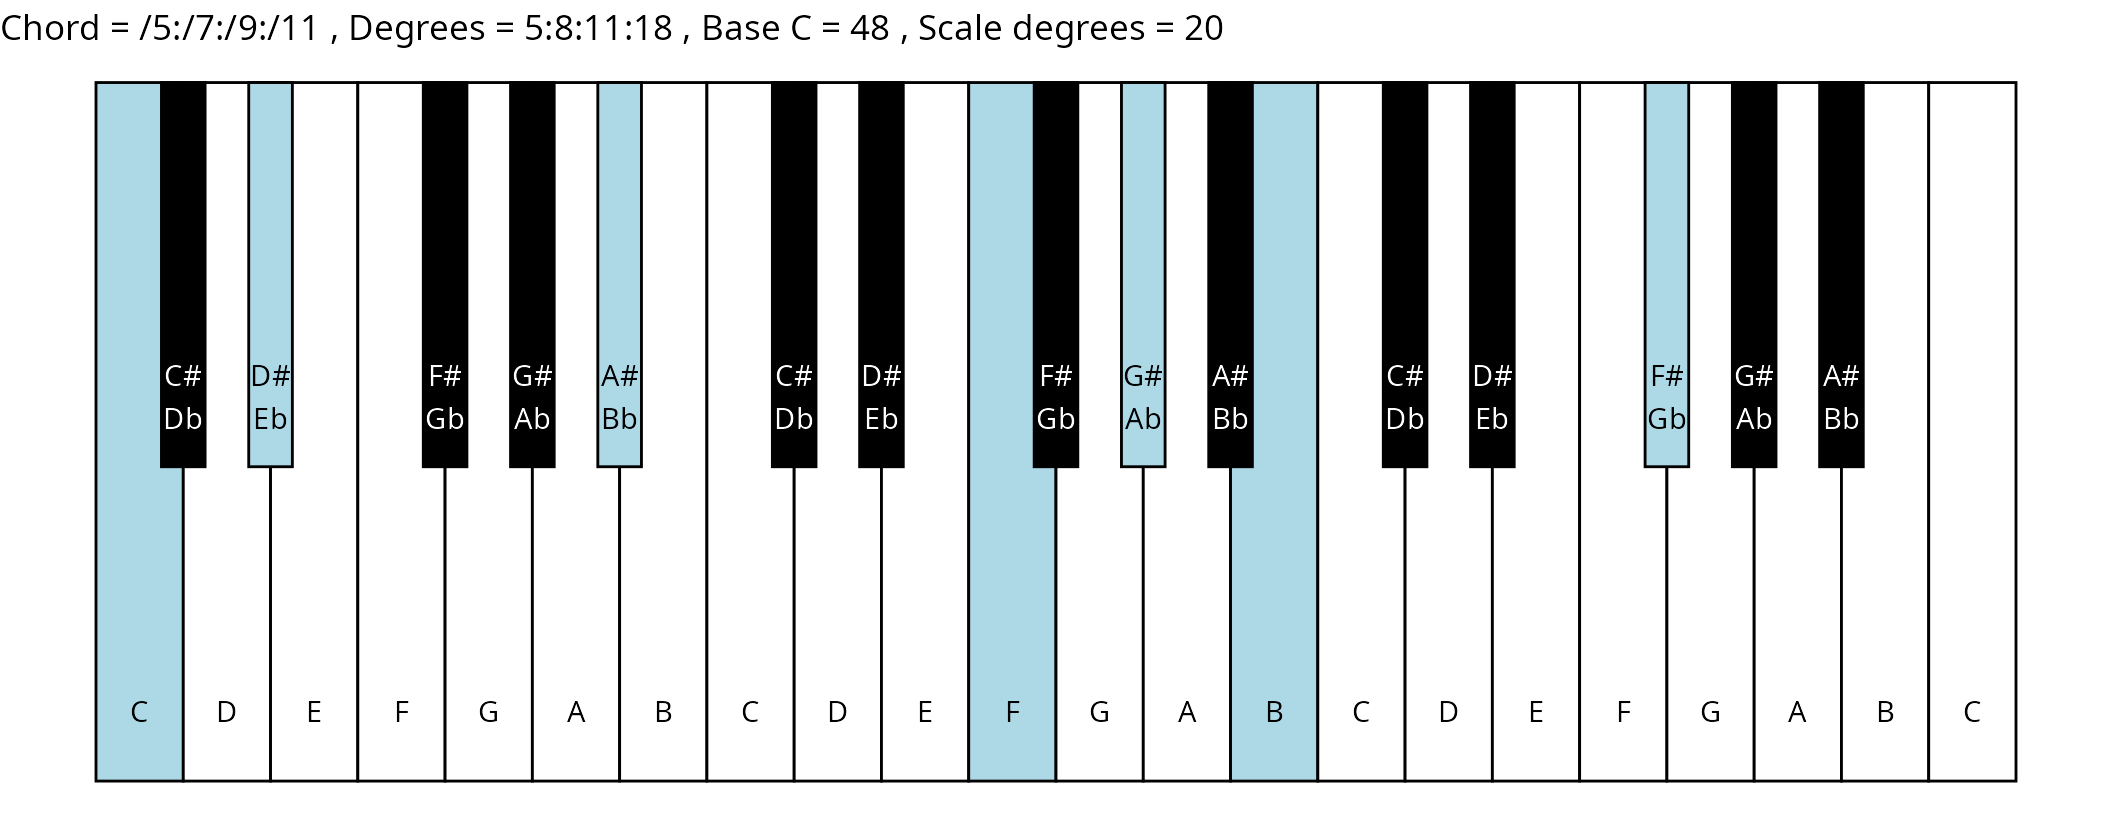 Chord = /5:/7:/9:/11 , Degrees = 5:8:11:18 , Base C = 48 , Scale degrees = 20
C# D# F# G# A# C# D# F# G# A# C# D# F# G# A#
Db Eb Gb Ab Bb Db Eb Gb Ab Bb Db Eb Gb Ab Bb
C D E F G A B C D E F G A B C D E F G A B C